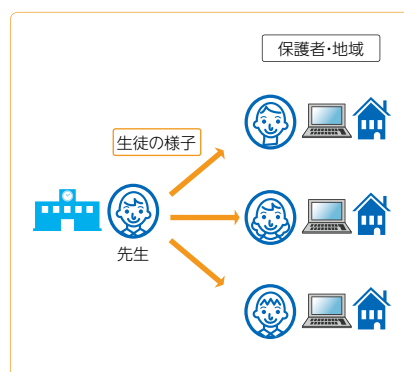 保護者・地域
生徒の様子
先生